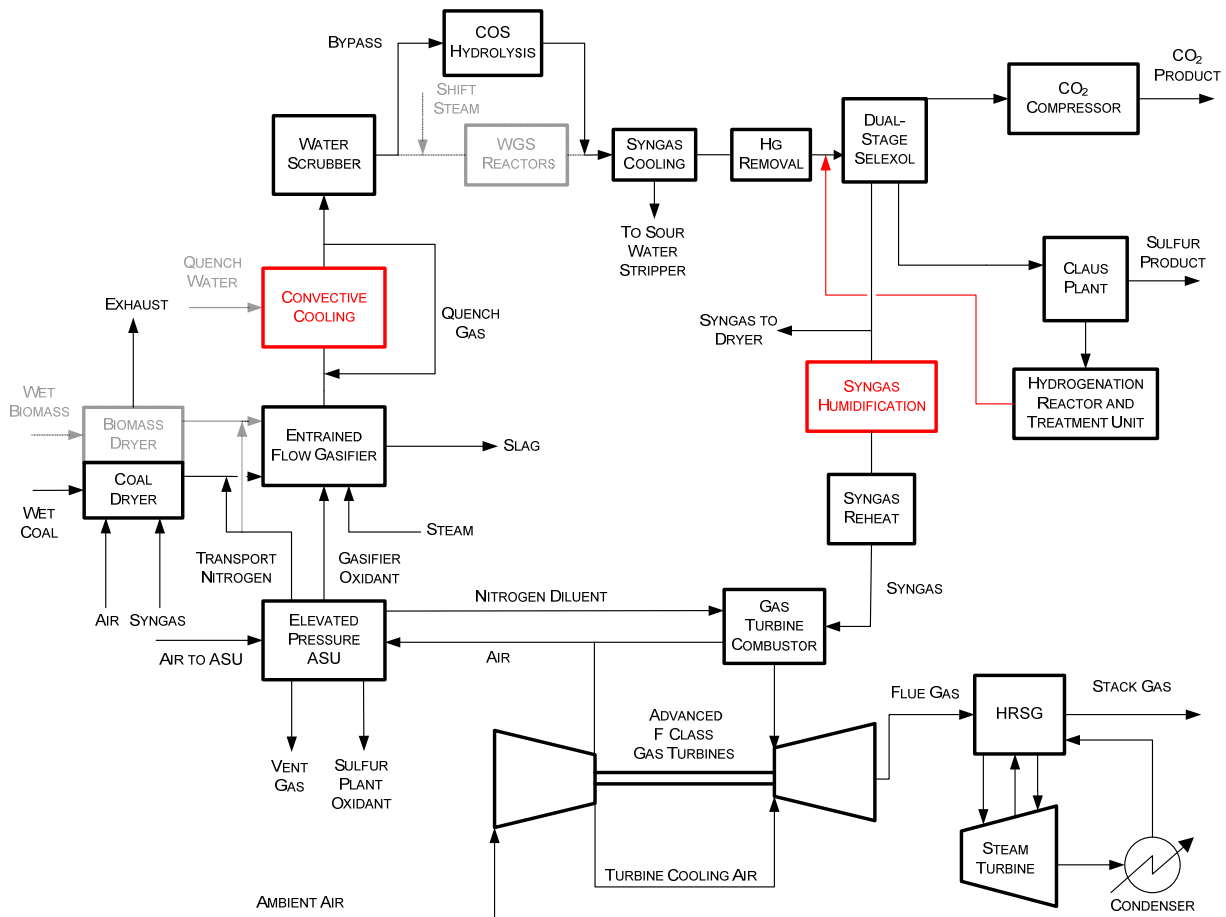 COS
HYDROLYSIS
BYPASS
CO2
PRODUCT
CO2
COMPRESSOR
SHIFT
STEAM
DUAL-
STAGE
SELEXOL
WATER
SCRUBBER
WGS
REACTORS
SYNGAS
COOLING
HG
REMOVAL
TO SOUR
WATER
STRIPPER
SULFUR
PRODUCT
CLAUS
PLANT
QUENCH
WATER
CONVECTIVE
COOLING
EXHAUST
QUENCH
GAS
SYNGAS TO
DRYER
SYNGAS
HUMIDIFICATION
HYDROGENATION
REACTOR AND
TREATMENT UNIT
WET
BIOMASS
BIOMASS
DRYER
ENTRAINED
FLOW GASIFIER
SLAG
COAL
DRYER
WET
COAL
SYNGAS
REHEAT
STEAM
TRANSPORT
NITROGEN
GASIFIER
OXIDANT
SYNGAS
NITROGEN DILUENT
AIR
SYNGAS
ELEVATED
PRESSURE
ASU
GAS
TURBINE
COMBUSTOR
AIR TO ASU
AIR
FLUE GAS
STACK GAS
HRSG
ADVANCED
F CLASS
GAS TURBINES
VENT
GAS
SULFUR
PLANT
OXIDANT
STEAM
TURBINE
TURBINE COOLING AIR
AMBIENT AIR
CONDENSER